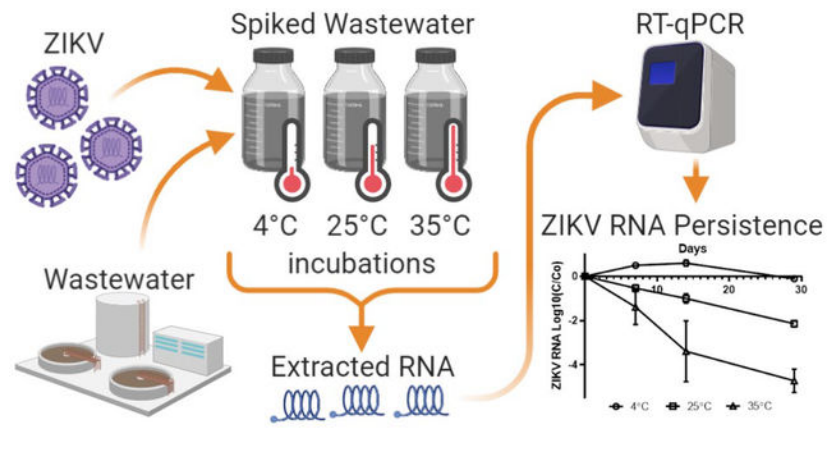 ZIKV
Spiked Wastewater
RT-qPCR
4°C 25°C 35°C
incubations
Wastewater
Extracted RNA
ZIKV RNA Persistence
Days
0
10 20 30
-2
-4
ZIKV RNA Log10(C/Co)
4°C 25°C 35°C